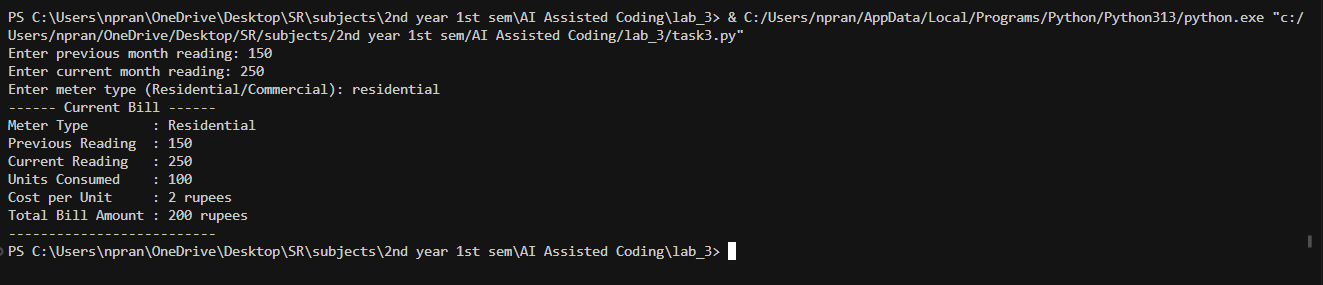 PS C:\Users\npran\OneDrive\Desktop\SR\subjects\2nd year 1st sem\AI Assisted Coding\lab_3> & C:/Users/npran/AppData/Local/Programs/Python/Python313/python.exe "c:/
Users/npran/OneDrive/Desktop/SR/subjects/2nd year 1st sem/AI Assisted Coding/lab_3/task3.py"
Enter previous month reading: 150
Enter current month reading: 250
Enter meter type (Residential/Commercial): residential
------ Current Bill ------
Meter Type        : Residential
Previous Reading  : 150
Current Reading   : 250
Units Consumed    : 100
Cost per Unit     : 2 rupees
Total Bill Amount : 200 rupees
--------------------------
PS C:\Users\npran\OneDrive\Desktop\SR\subjects\2nd year 1st sem\AI Assisted Coding\lab_3>